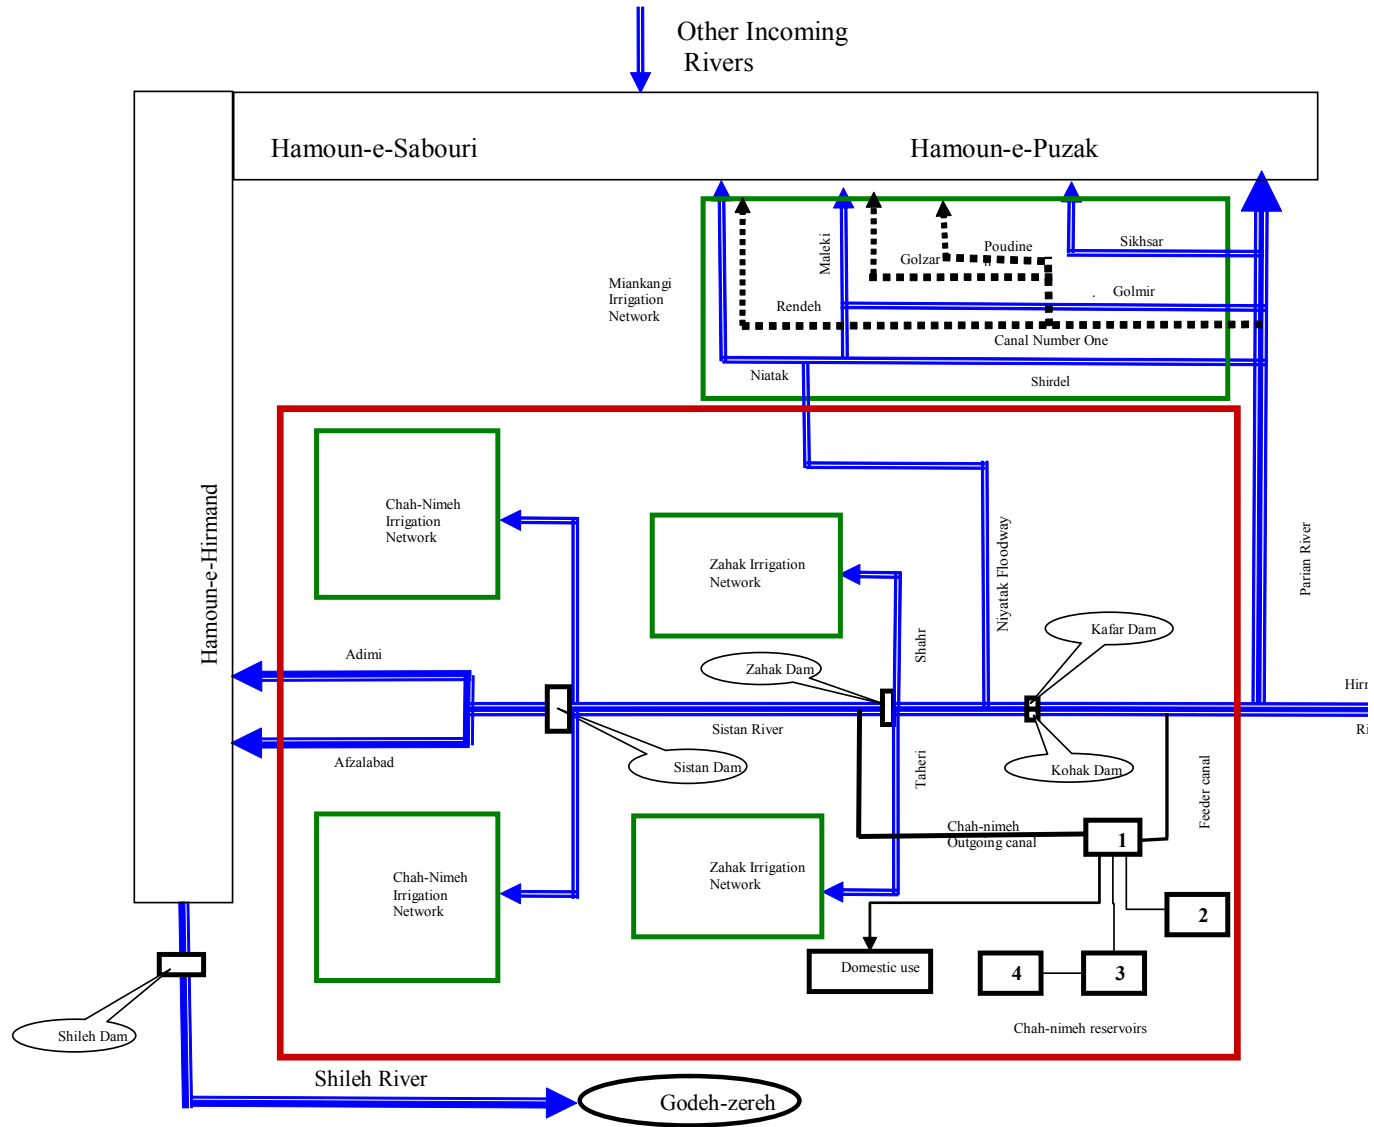 Other Incoming
Rivers
Hamoun-e-Sabouri
Hamoun-e-Puzak
Miankangi
Irrigation
Network
Maleki
Golzar
Poudine
Sikhsar
Golmir
Rendeh
Canal Number One
Niatak
Shirdel
Hamoun-e-Hirmand
Chah-Nimeh
Irrigation
Network
Zahak Irrigation
Network
Niyatak Floodway
Parian River
Kafar Dam
Shahr
Zahak Dam
Adimi
Hirr
Ri
Sistan River
Afzalabad
Sistan Dam
Taheri
Kohak Dam
Feeder canal
Chah-nimeh
Outgoing canal
1
Chah-Nimeh
Irrigation
Network
Zahak Irrigation
Network
2
Domestic use
4
3
Chah-nimeh reservoirs
Shileh Dam
Shileh River
Godeh-zereh